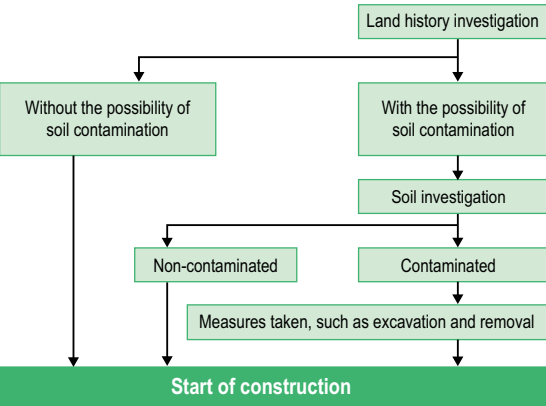 Land history investigation
Without the possibility of
soil contamination
With the possibility of
soil contamination
Soil investigation
Non-contaminated
Contaminated
Measures taken, such as excavation and removal
Start of construction